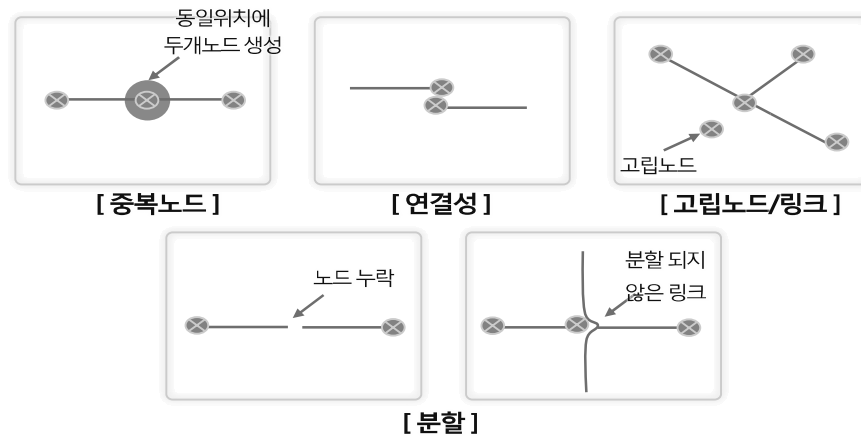 동일위치에
두개노드 생성
고립노드
[ 중복노드 ]
[ 연결성 ]
[ 고립노드/링크 ]
노드 누락
분할 되지
않은 링크
[ 분할 ]